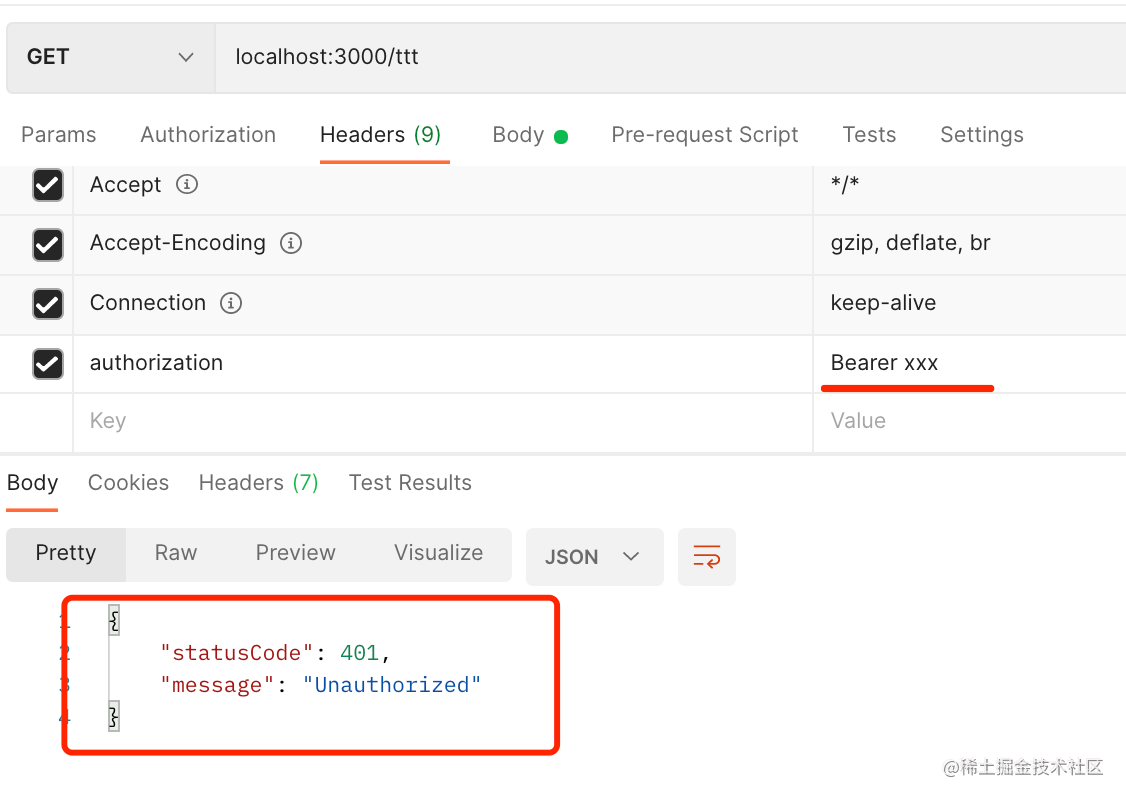 GET localhost:3000/ttt
Params Authorization Headers (9) Body Pre-request Script Tests Settings
Accept */*
Accept-Encoding gzip, deflate, br
Connection keep-alive
authorization Bearer xxx
Key Value
Body Cookies Headers (7) Test Results
Pretty Raw Preview Visualize JSON
1 {
2 "statusCode": 401,
3 "message": "Unauthorized"
4 }
@稀土掘金技术社区